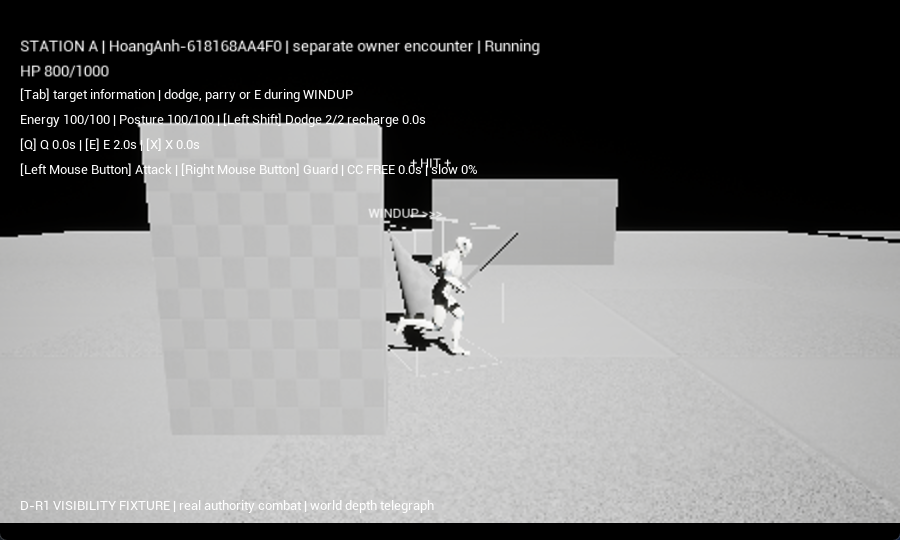 STATION A | HoangAnh-618168AA4F0 | separate owner encounter | Running
HP 800/1000
[Tab] target information | dodge, parry or E during WINDUP
Energy 100/100 | Posture 100/100 | [Left Shift] Dodge 2/2 recharge 0.0s
[Q] Q 0.0s | [E] E 2.0s | [X] X 0.0s
+ HIT +
[Left Mouse Button] Attack | [Right Mouse Button] Guard | CC FREE 0.0s | slow 0%
WINDUP >>>
D-R1 VISIBILITY FIXTURE | real authority combat | world depth telegraph